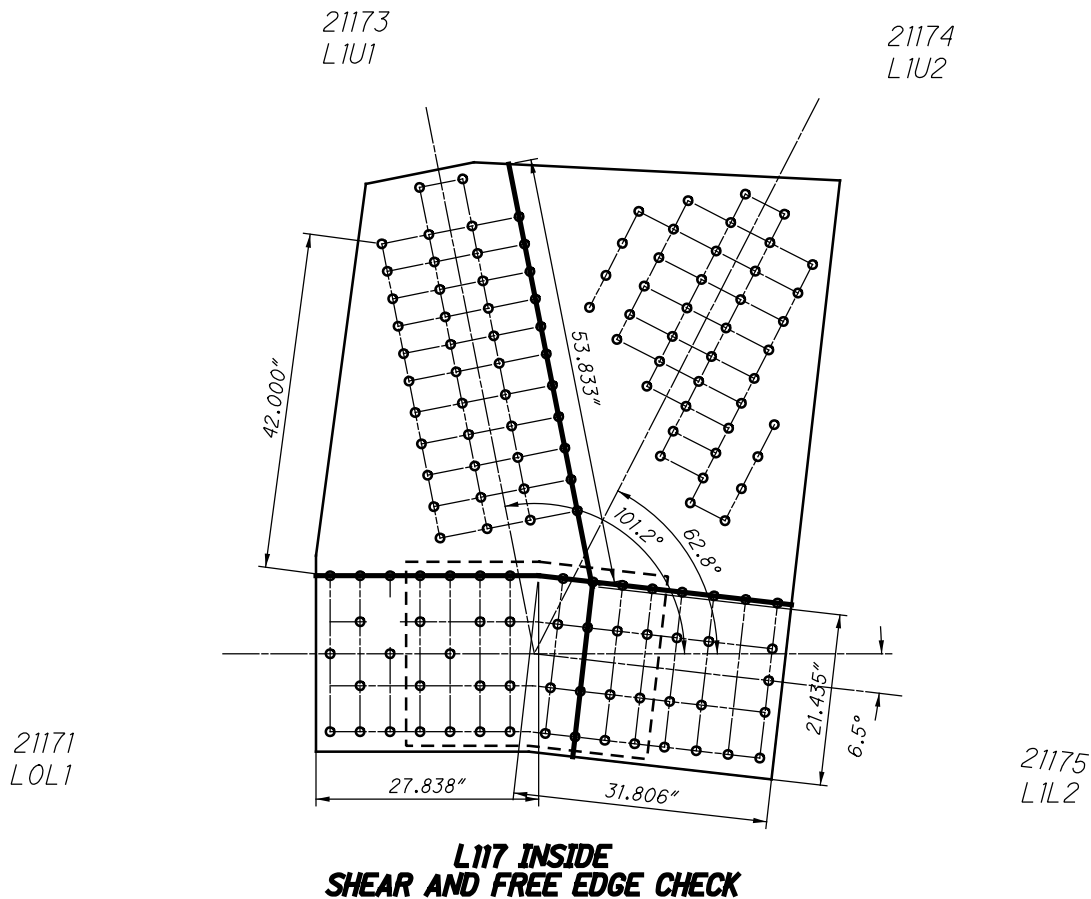 21173
L1U1
21174
L1U2
53.833"
42.000"
101.2°
62.8°
21.435"
6.5°
21171
L0L1
21175
L1L2
27.838"
31.806"
L117 INSIDE
SHEAR AND FREE EDGE CHECK